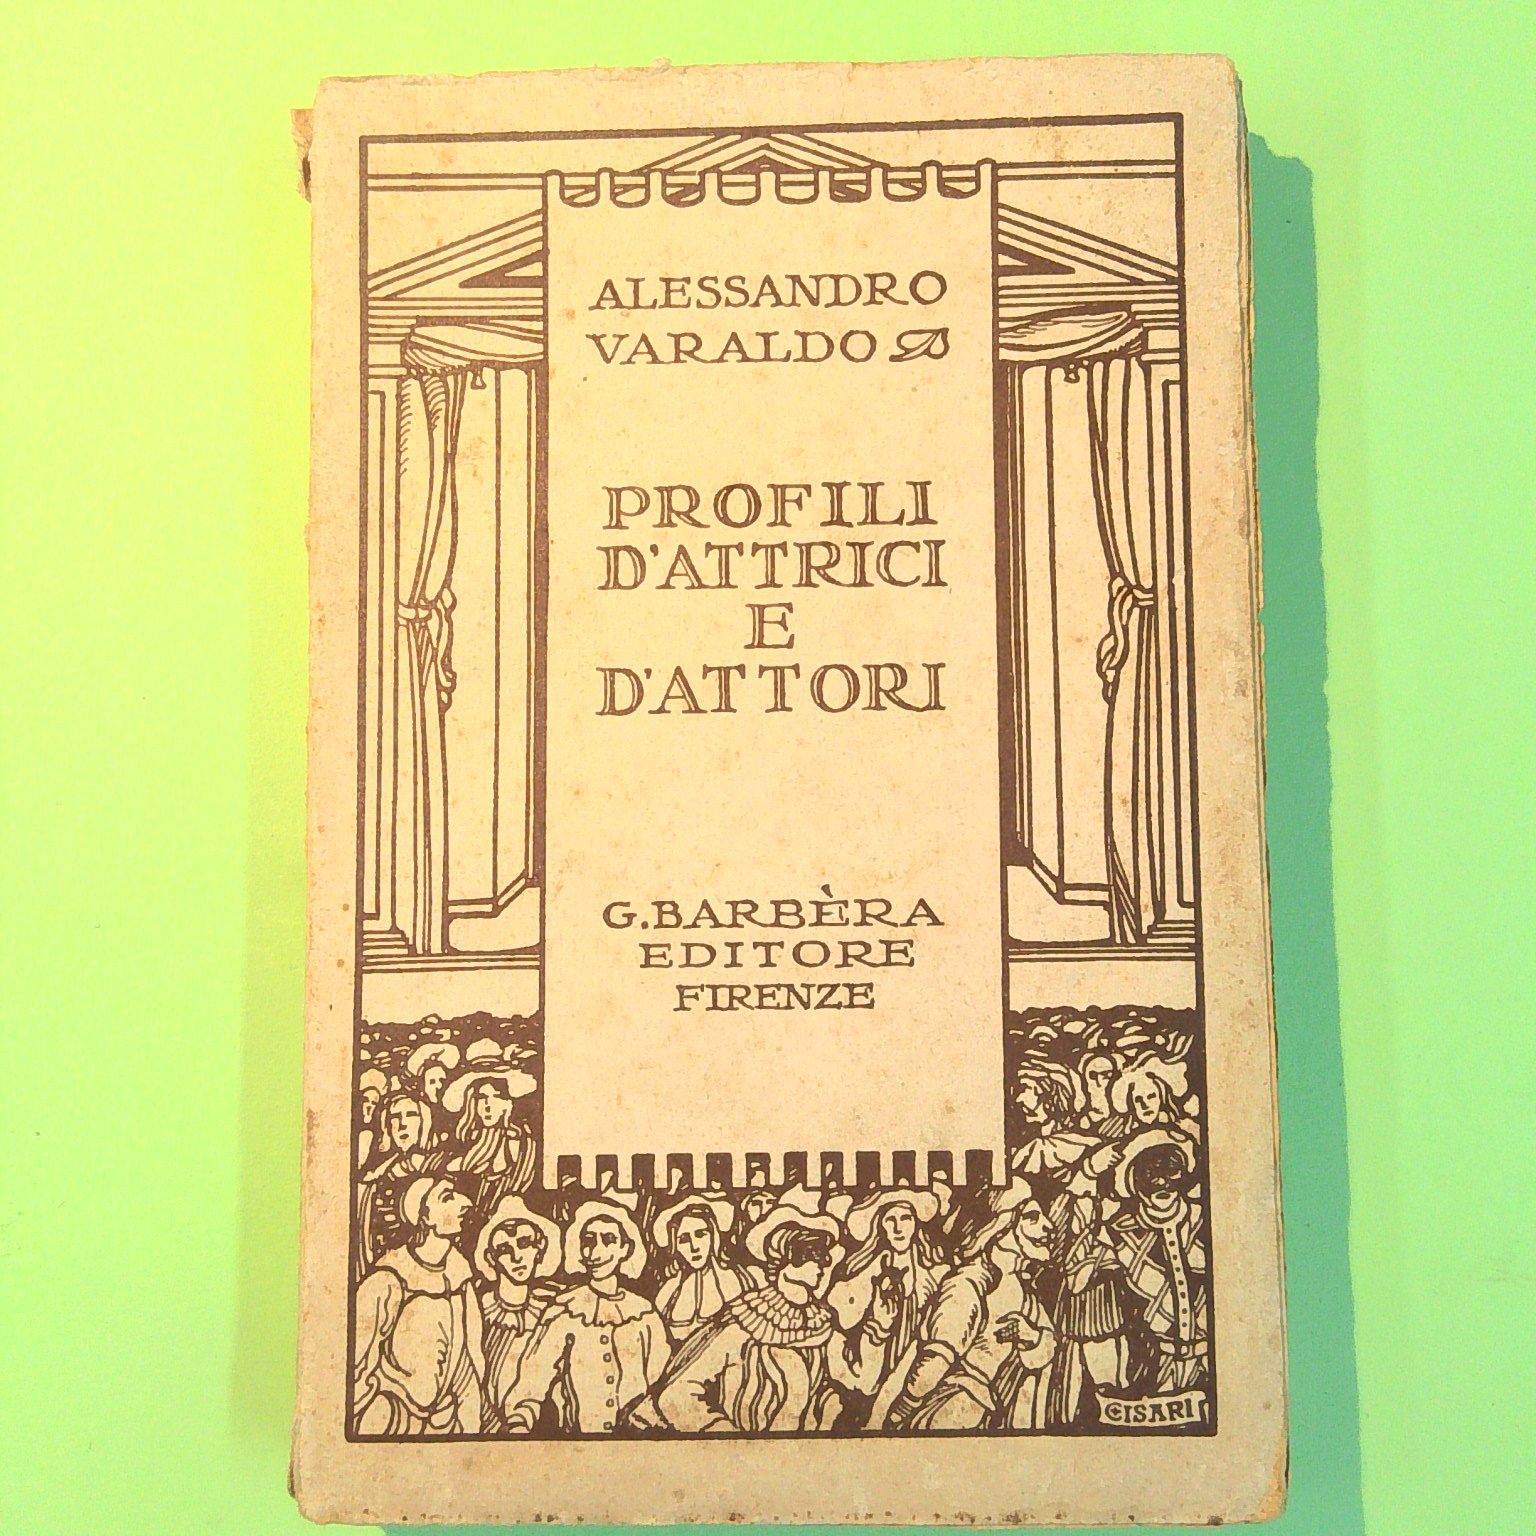 ALESSANDRO
VARALDO
PROFILI
D'ATTRICI
E
D'ATTORI
G. BARBÈRA
EDITORE
FIRENZE
CISARI